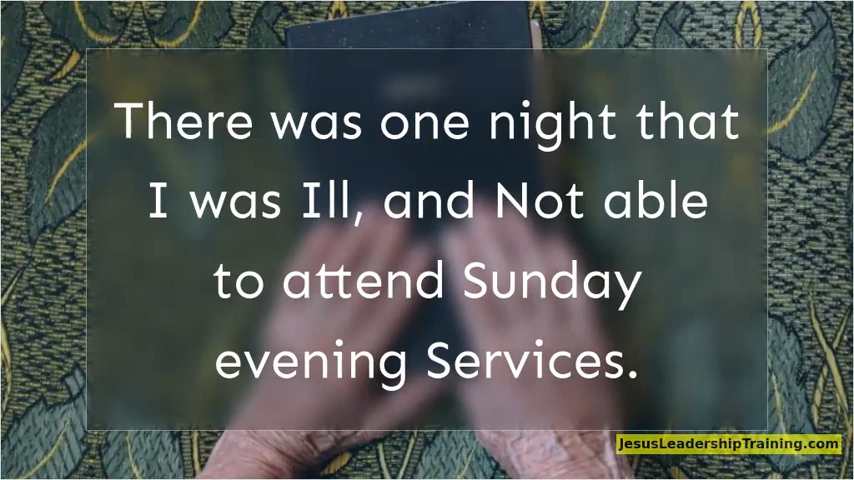 There was one night that
I was Ill, and Not able
to attend Sunday
evening Services.
JesusLeadershipTraining.com